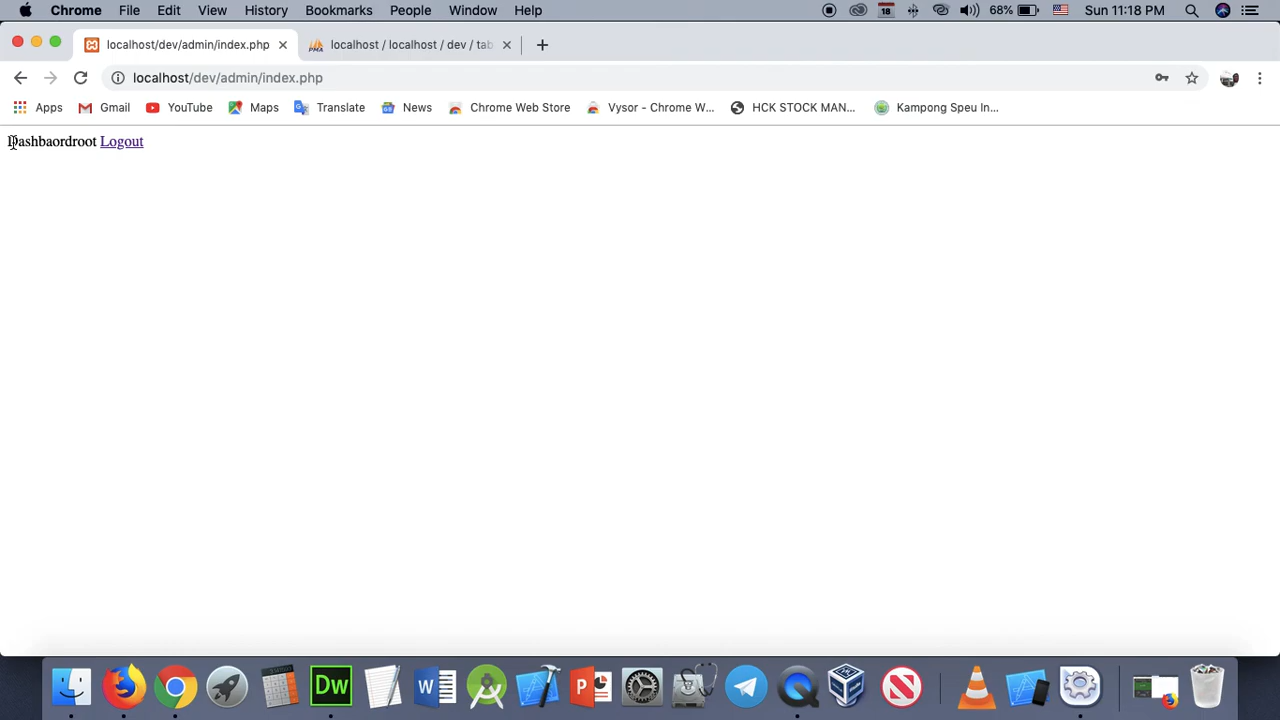 Chrome File Edit View History Bookmarks People Window Help 18 68% Sun 11:18 PM
localhost/dev/admin/index.php PMA localhost / localhost / dev / tab
localhost/dev/admin/index.php
Apps Gmail YouTube Maps Translate News Chrome Web Store Vysor - Chrome W... HCK STOCK MAN... Kampong Speu In...
Dashbaordroot Logout
Dw W P